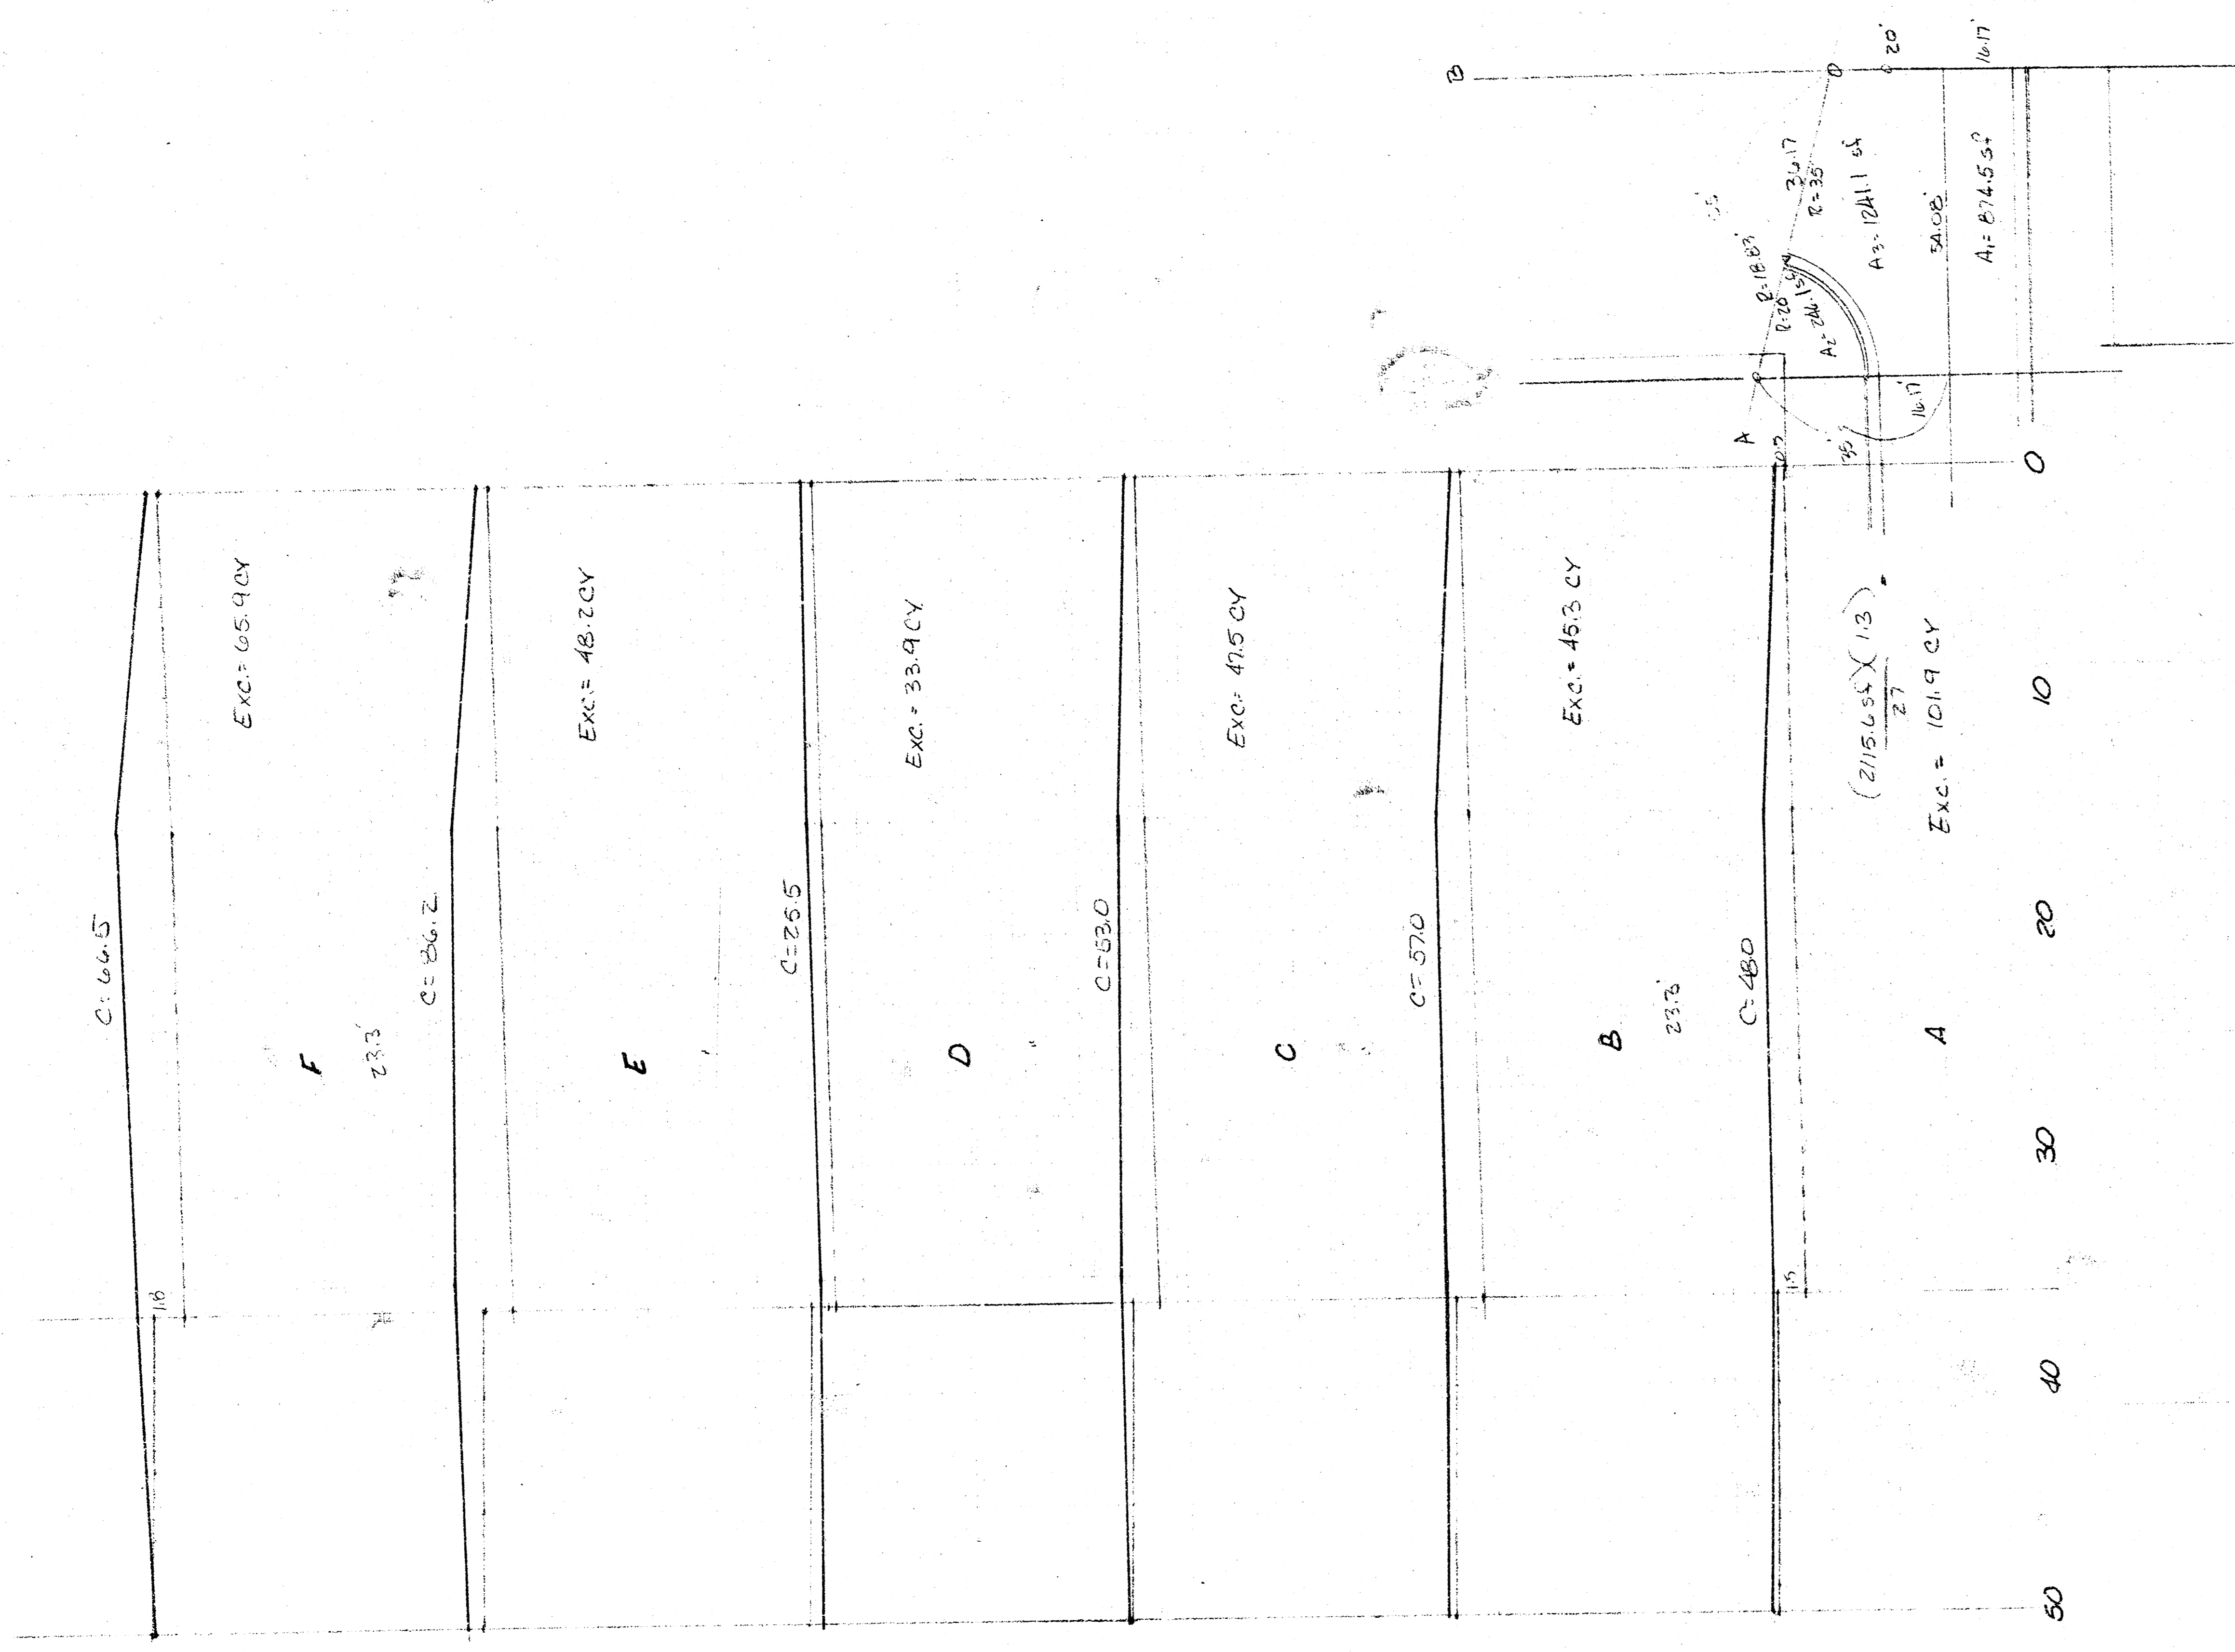 C=66.5
Exc.= 65.9 CY
F
23.3'
1.8
C=36.2
Exc.= 48.2 CY
E
"
C=25.5
Exc.= 33.9 CY
D
"
C=53.0
Exc.= 47.5 CY
C
C=57.0
Exc.= 45.3 CY
B
23.3'
C=48.0
1.5
(2115.6 sf)(1.3)
27
=
Exc.= 101.9 CY
A
0 10 20 30 40 50
A
B
0.7
35'
16.17'
R=18.83'
R=20'
A2= 246.1 sf
36.17
R=35'
A3= 1241.1 sf
54.08'
A1= 874.5 sf
20'
16.17'